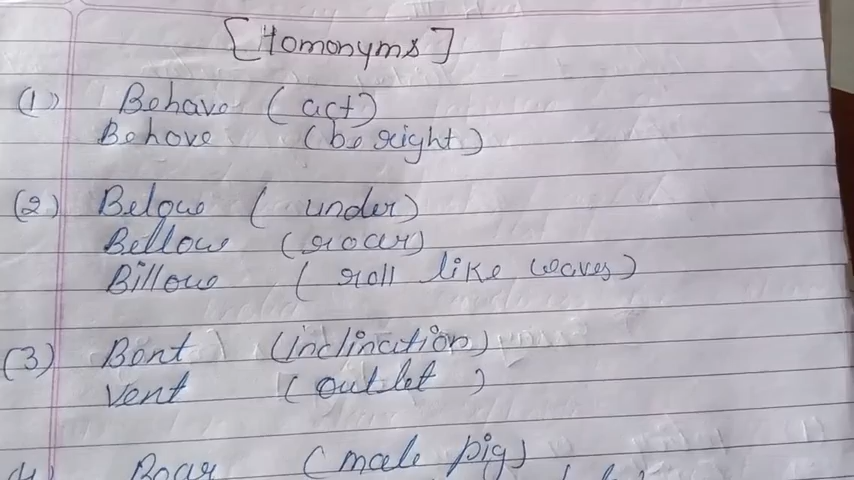 [Homonyms]
(1) Behave (act)
Behove (be right)
(2) Below (under)
Bellow (roar)
Billow (roll like waves)
(3) Bent (inclination)
Vent (outlet)
Boar (male pig)